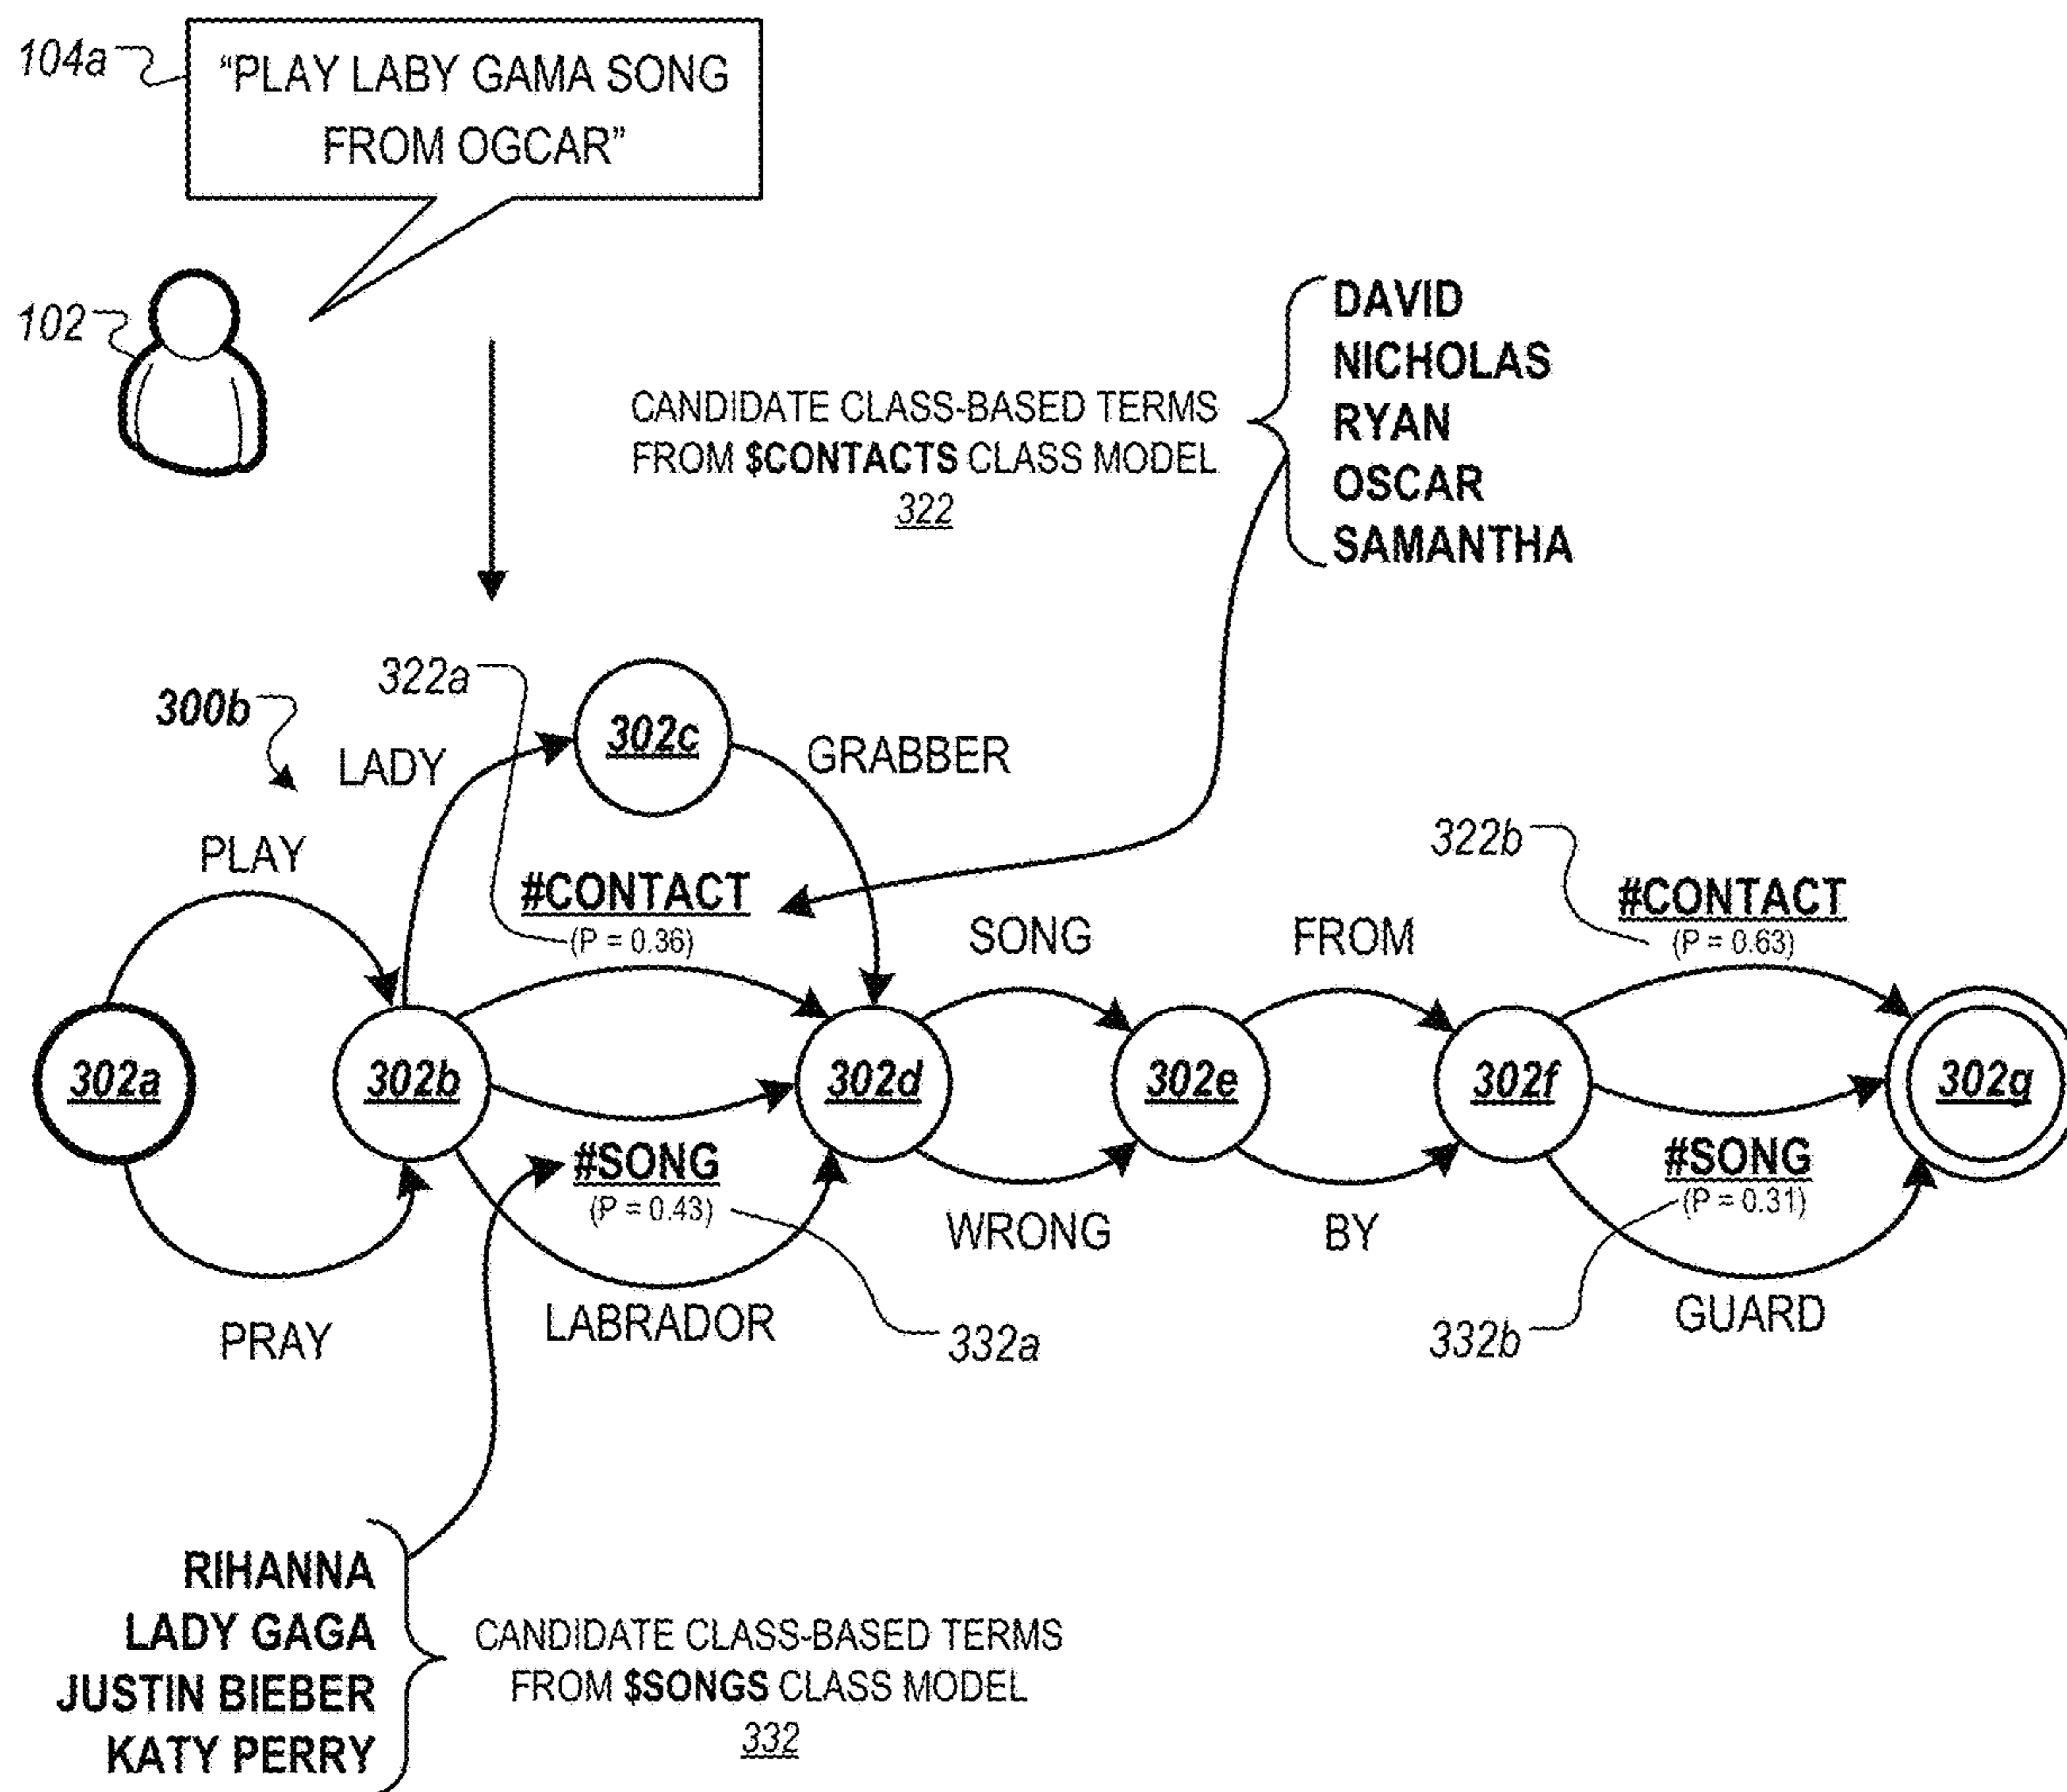 104a
"PLAY LABY GAMA SONG
FROM OGCAR"
102
CANDIDATE CLASS-BASED TERMS
FROM $CONTACTS CLASS MODEL
322
DAVID
NICHOLAS
RYAN
OSCAR
SAMANTHA
322a
300b
LADY
302c
GRABBER
PLAY
#CONTACT
(P = 0.36)
SONG
FROM
322b
#CONTACT
(P = 0.63)
302a
302b
302d
302e
302f
302g
#SONG
(P = 0.43)
#SONG
(P = 0.31)
PRAY
LABRADOR
332a
WRONG
BY
332b
GUARD
RIHANNA
LADY GAGA
JUSTIN BIEBER
KATY PERRY
CANDIDATE CLASS-BASED TERMS
FROM $SONGS CLASS MODEL
332